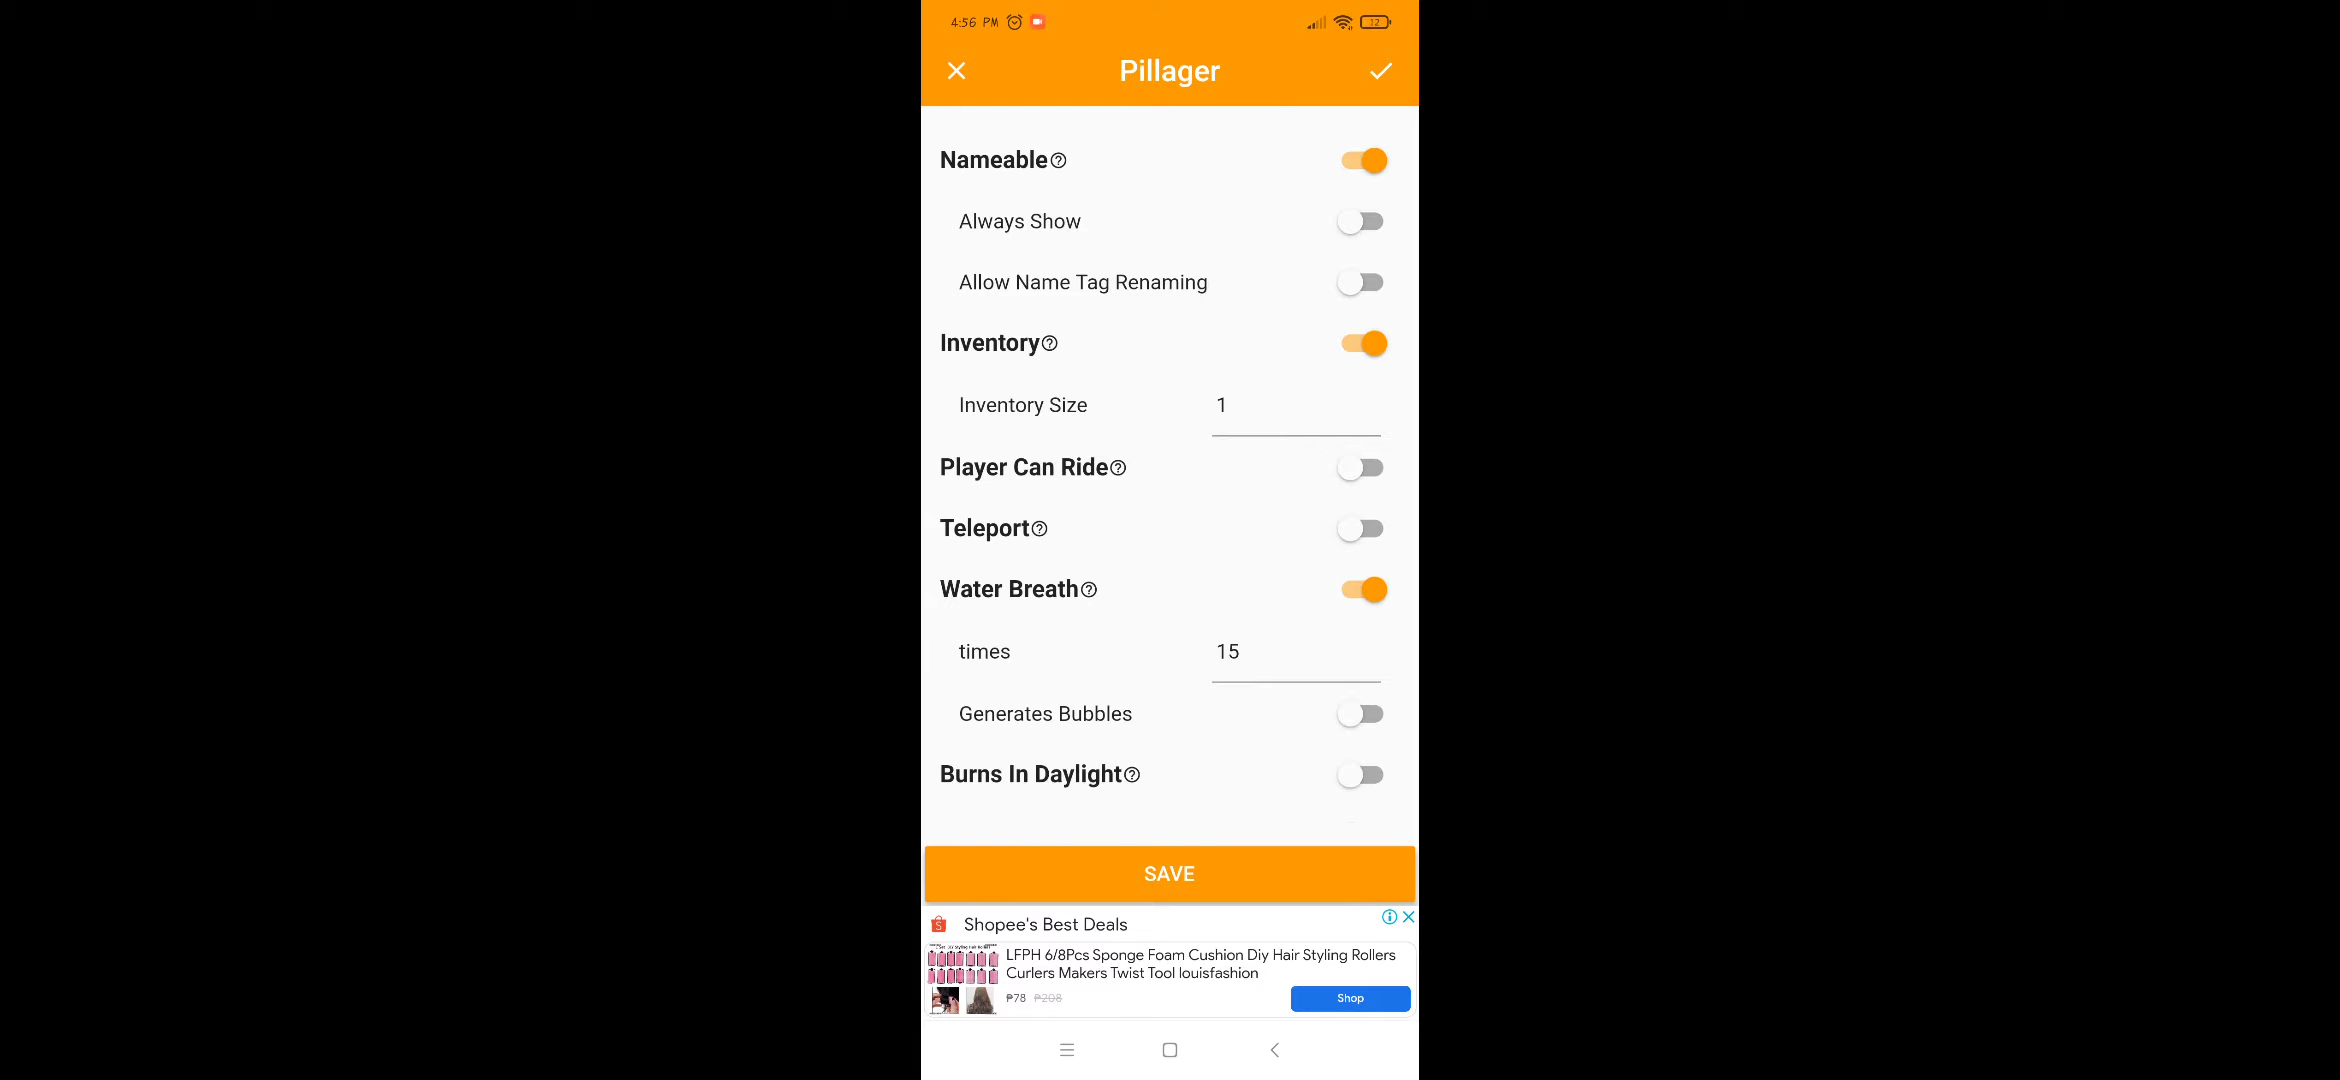 4:56 PM
12
Pillager
Nameable
Always Show
Allow Name Tag Renaming
Inventory
Inventory Size 1
Player Can Ride
Teleport
Water Breath
times 15
Generates Bubbles
Burns In Daylight
SAVE
Shopee's Best Deals
LFPH 6/8Pcs Sponge Foam Cushion Diy Hair Styling Rollers
Curlers Makers Twist Tool louisfashion
₱78 ₱208
Shop